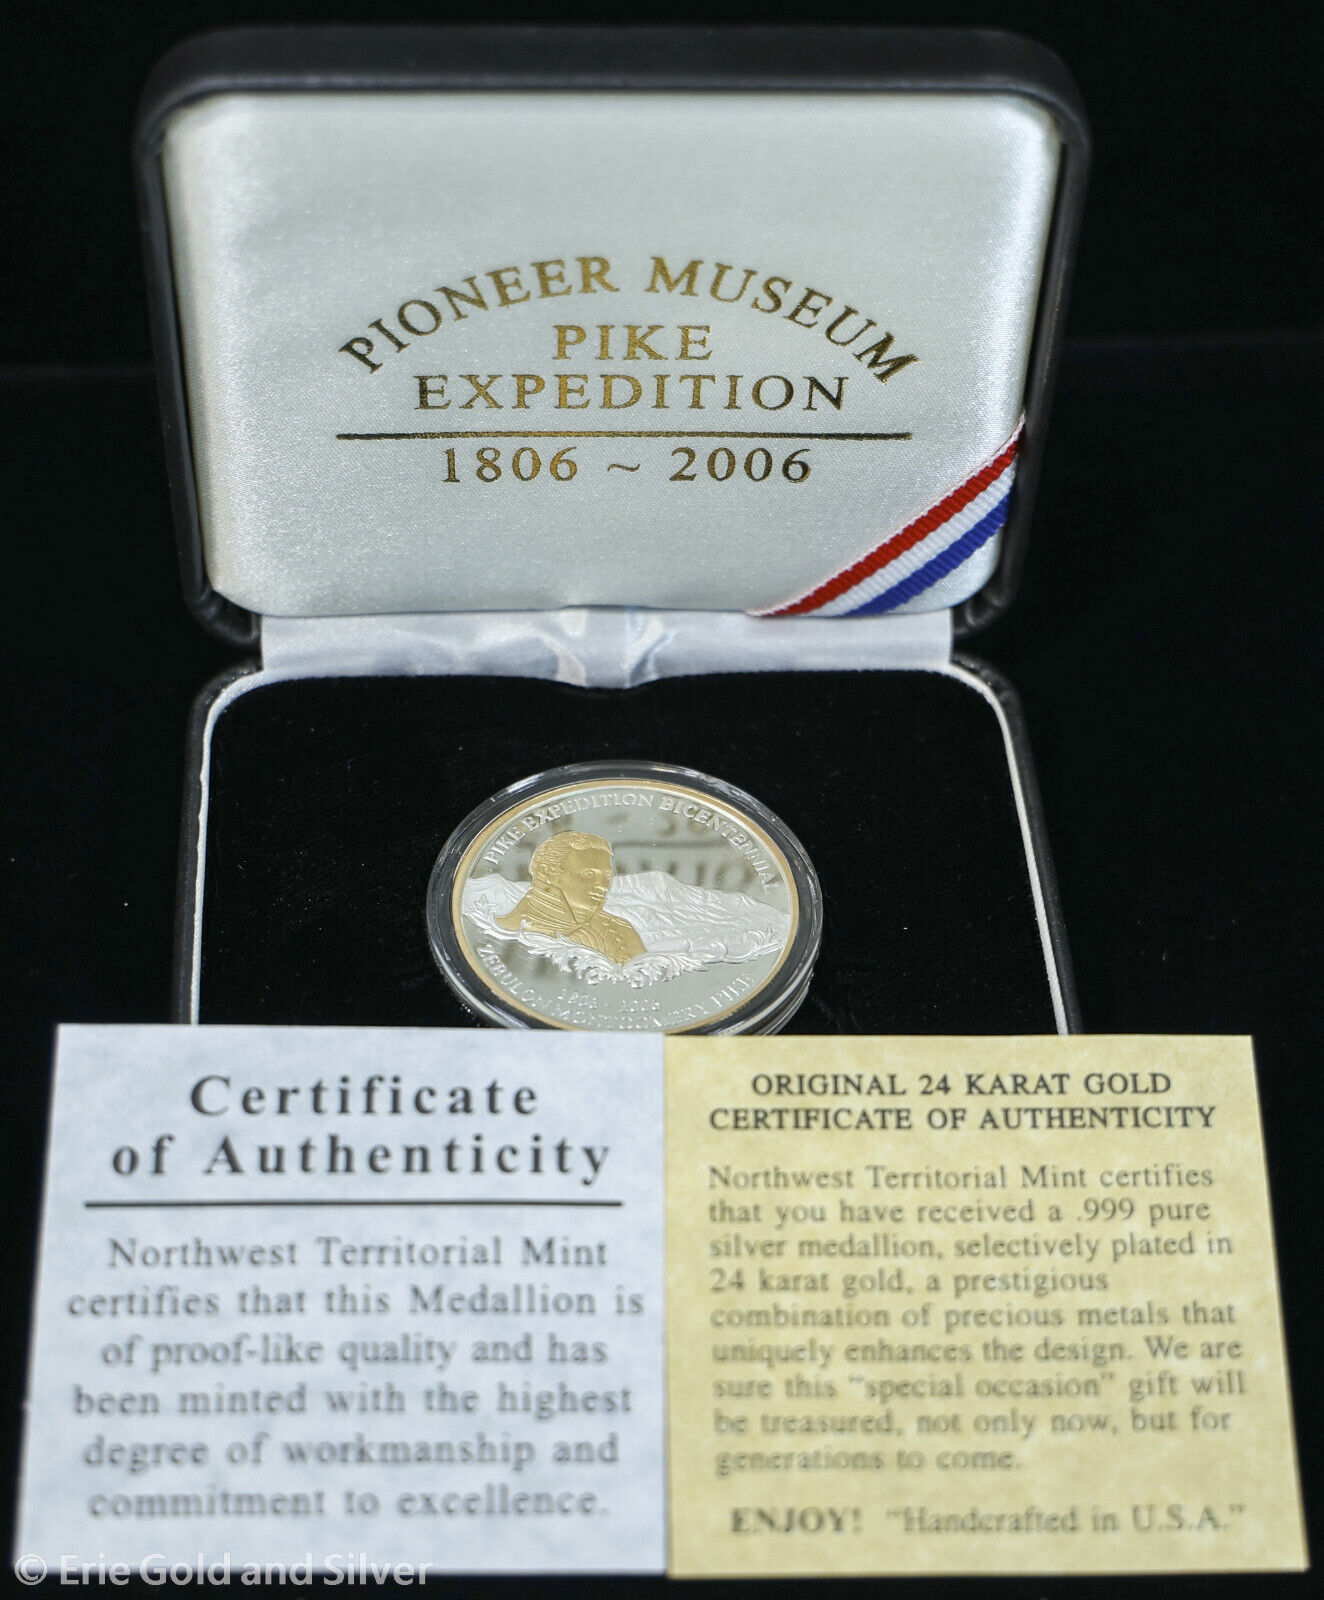 PIONEER MUSEUM
PIKE
EXPEDITION
1806 ~ 2006
PIKE EXPEDITION BICENTENNIAL
1806 · 2006
ZEBULON MONTGOMERY PIKE
Certificate
of Authenticity
Northwest Territorial Mint
certifies that this Medallion is
of proof-like quality and has
been minted with the highest
degree of workmanship and
commitment to excellence.
ORIGINAL 24 KARAT GOLD
CERTIFICATE OF AUTHENTICITY
Northwest Territorial Mint certifies
that you have received a .999 pure
silver medallion, selectively plated in
24 karat gold, a prestigious
combination of precious metals that
uniquely enhances the design. We are
sure this "special occasion" gift will
be treasured, not only now, but for
generations to come.
ENJOY! "Handcrafted in U.S.A."
© Erie Gold and Silver